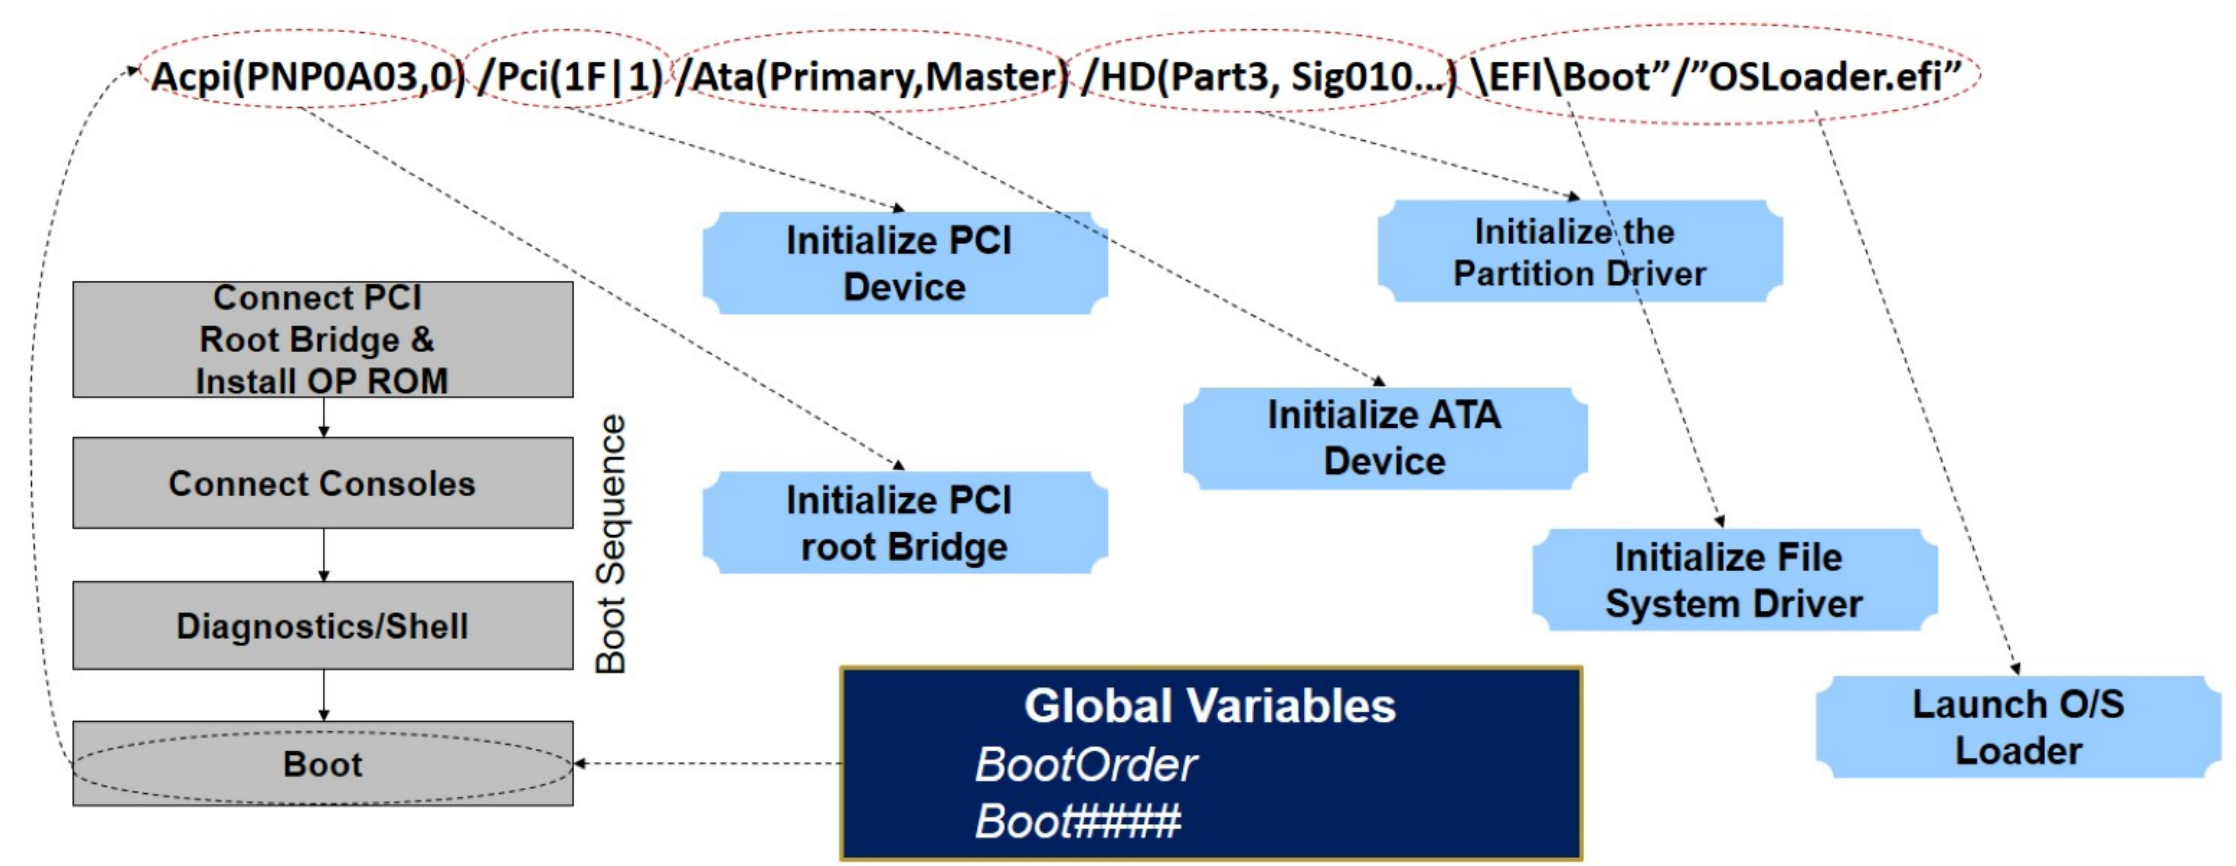 Acpi(PNP0A03,0) /Pci(1F|1) /Ata(Primary,Master) /HD(Part3, Sig010...) \EFI\Boot”/”OSLoader.efi”
Initialize PCI
Device
Initialize the
Partition Driver
Connect PCI
Root Bridge &
Install OP ROM
Connect Consoles
Diagnostics/Shell
Boot
Boot Sequence
Initialize PCI
root Bridge
Initialize ATA
Device
Initialize File
System Driver
Launch O/S
Loader
Global Variables
BootOrder
Boot####